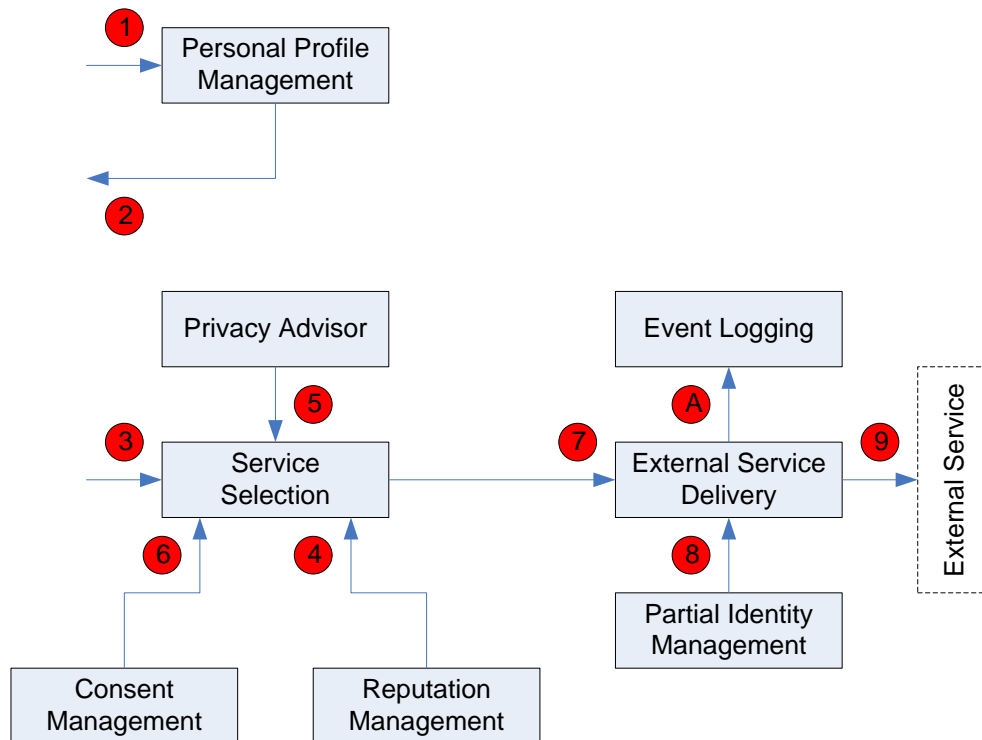 1
Personal Profile
Management
2
Privacy Advisor
Event Logging
5
A
3
Service
Selection
7
External Service
Delivery
9
External Service
6
4
8
Partial Identity
Management
Consent
Management
Reputation
Management